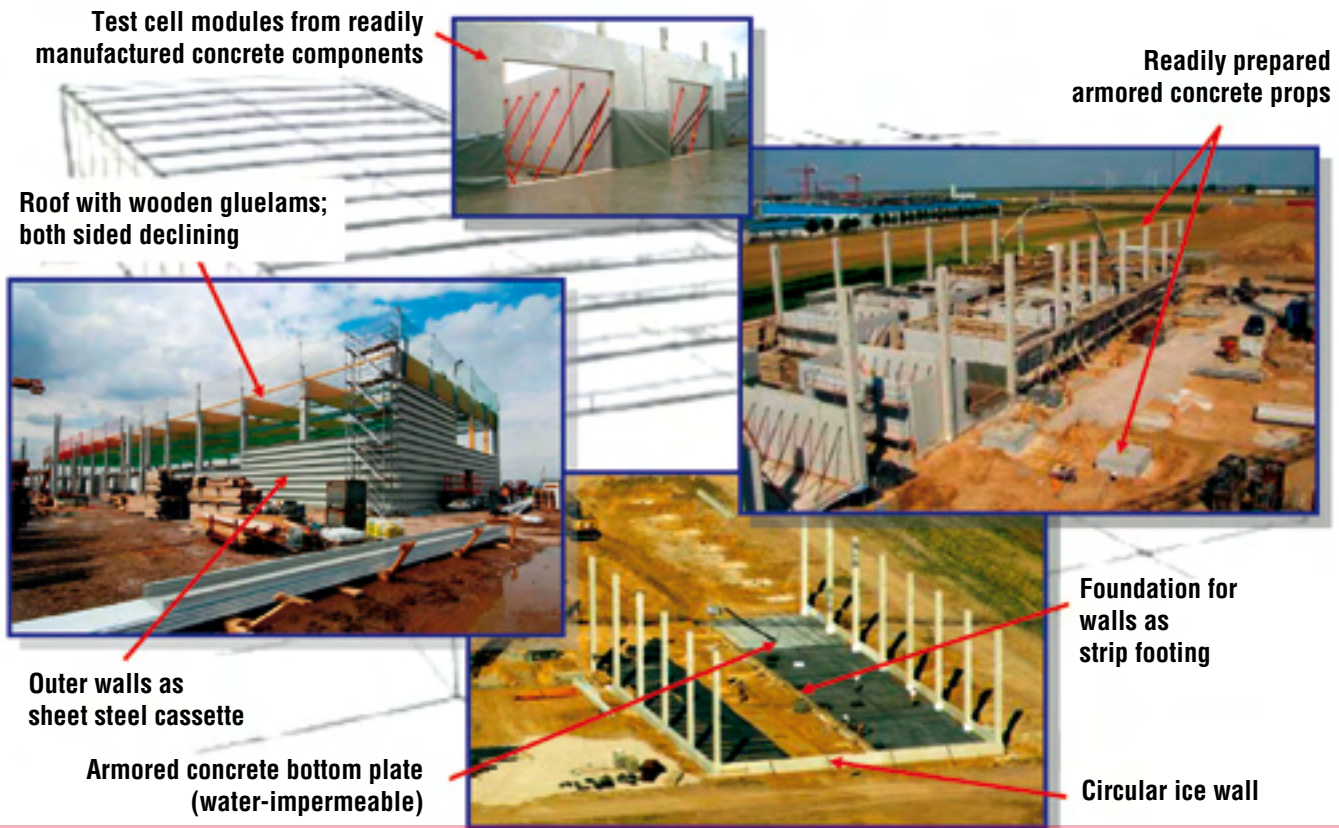 Test cell modules from readily
manufactured concrete components
Readily prepared
armored concrete props
Roof with wooden gluelams;
both sided declining
Foundation for
walls as
strip footing
Outer walls as
sheet steel cassette
Armored concrete bottom plate
(water-impermeable)
Circular ice wall